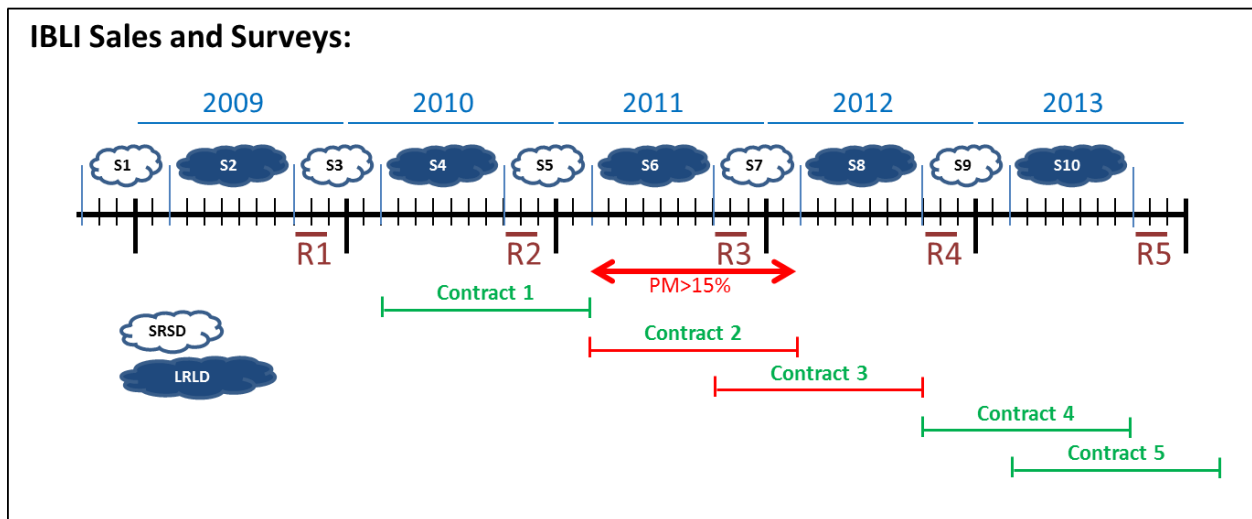 IBLI Sales and Surveys:
2009 2010 2011 2012 2013
S1 S2 S3 S4 S5 S6 S7 S8 S9 S10
R1 R2 R3 R4 R5
PM>15%
Contract 1
SRSD
Contract 2
LRLD
Contract 3
Contract 4
Contract 5